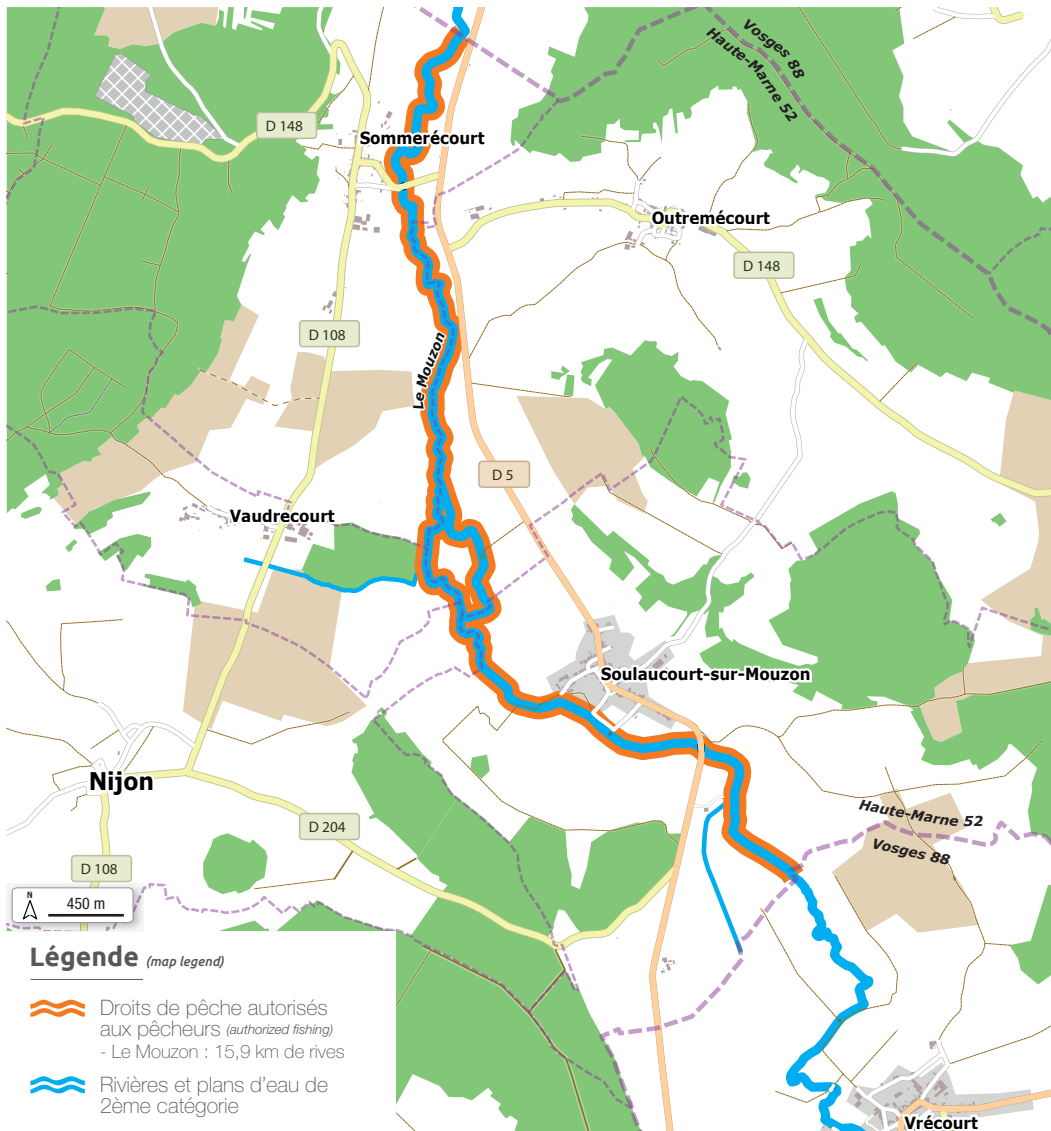 Vosges 88
Haute-Marne 52
D 148
Sommerécourt
Outremécourt
D 148
D 108
Le Mouzon
D 5
Vaudrecourt
Soulaucourt-sur-Mouzon
Nijon
D 204
Haute-Marne 52
Vosges 88
D 108
N
450 m
Légende (map legend)
Droits de pêche autorisés
aux pêcheurs (authorized fishing)
- Le Mouzon : 15,9 km de rives
Rivières et plans d'eau de
2ème catégorie
Vrécourt